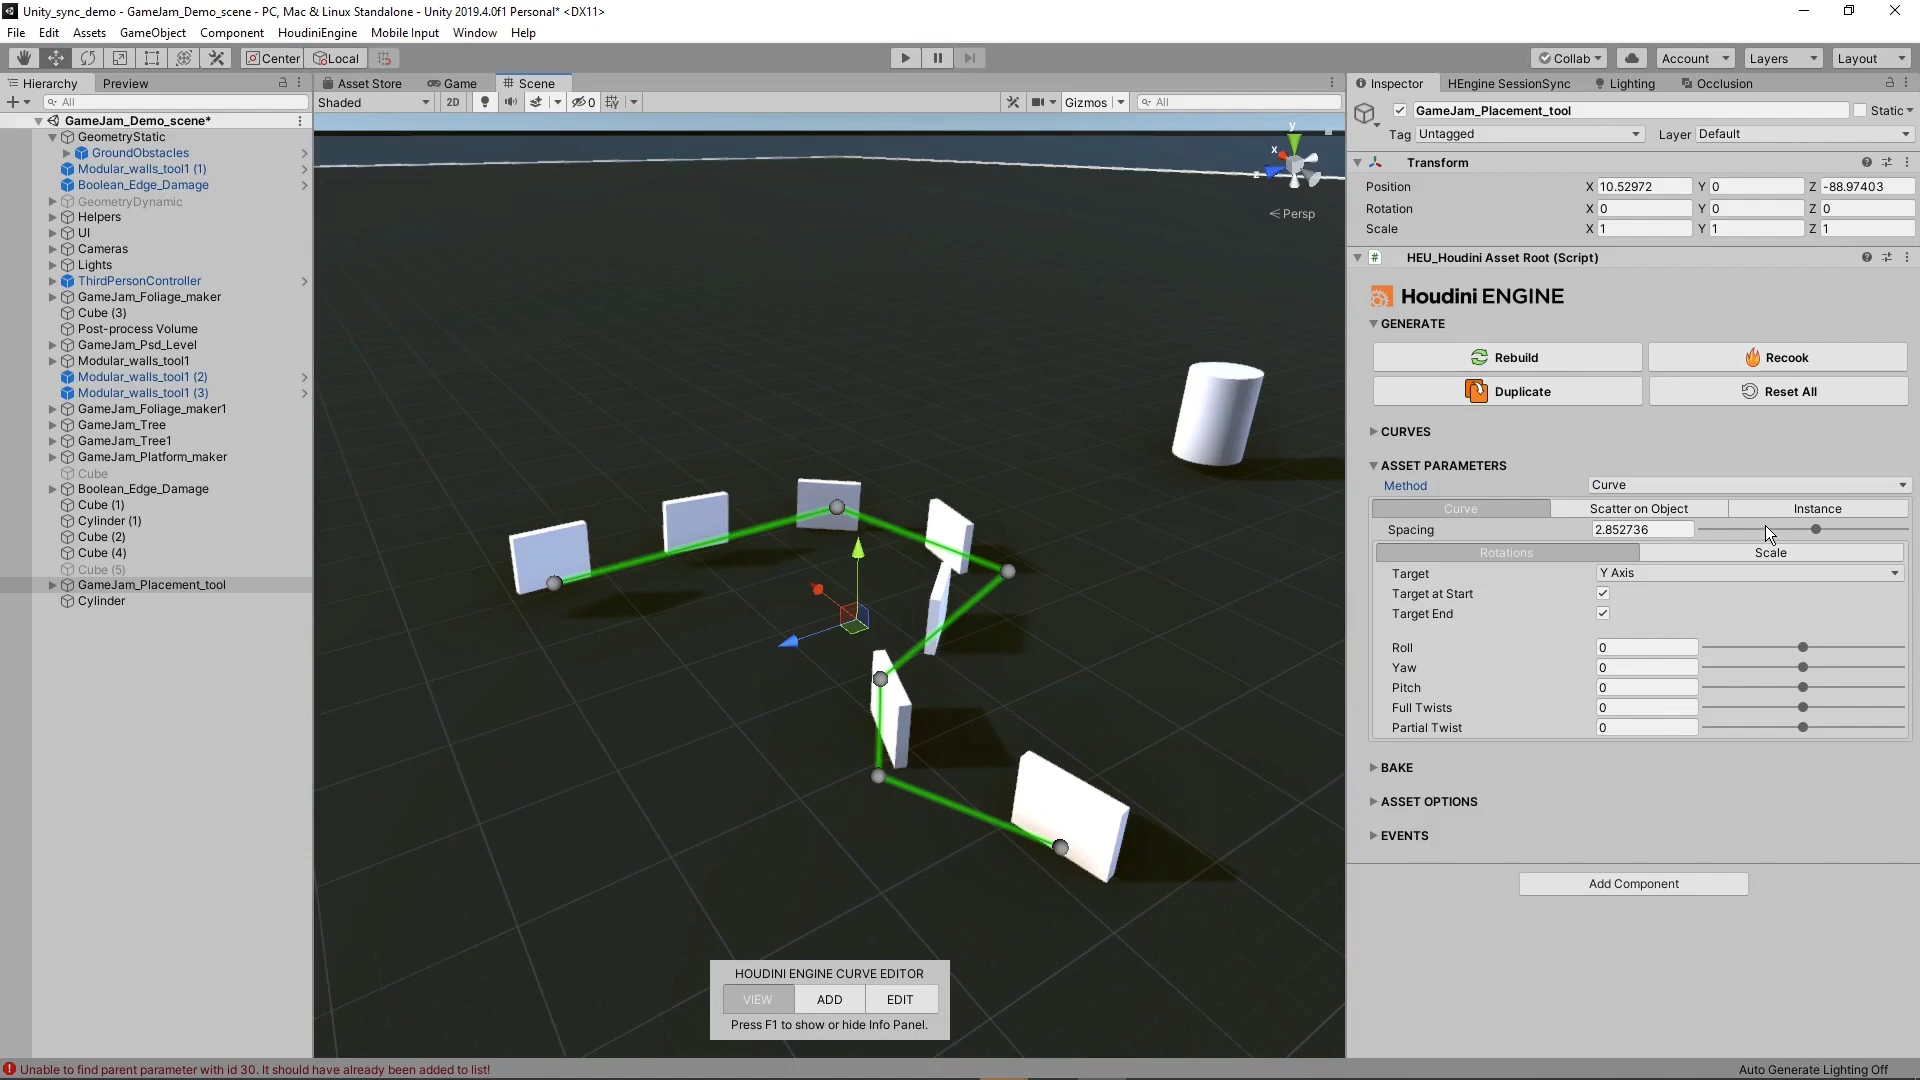 Unity_sync_demo - GameJam_Demo_scene - PC, Mac & Linux Standalone - Unity 2019.4.0f1 Personal* <DX11>
File Edit Assets GameObject Component HoudiniEngine Mobile Input Window Help
Center Local
Collab Account Layers Layout
Hierarchy Preview
All
GameJam_Demo_scene*
GeometryStatic
GroundObstacles
Modular_walls_tool1 (1)
Boolean_Edge_Damage
GeometryDynamic
Helpers
UI
Cameras
Lights
ThirdPersonController
GameJam_Foliage_maker
Cube (3)
Post-process Volume
GameJam_Psd_Level
Modular_walls_tool1
Modular_walls_tool1 (2)
Modular_walls_tool1 (3)
GameJam_Foliage_maker1
GameJam_Tree
GameJam_Tree1
GameJam_Platform_maker
Cube
Boolean_Edge_Damage
Cube (1)
Cylinder (1)
Cube (2)
Cube (4)
Cube (5)
GameJam_Placement_tool
Cylinder
Asset Store Game Scene
Shaded 2D 0 Gizmos All
y
x
z
Persp
HOUDINI ENGINE CURVE EDITOR
VIEW ADD EDIT
Press F1 to show or hide Info Panel.
Inspector HEngine SessionSync Lighting Occlusion
GameJam_Placement_tool Static
Tag Untagged Layer Default
Transform
Position X 10.52972 Y 0 Z -88.97403
Rotation X 0 Y 0 Z 0
Scale X 1 Y 1 Z 1
HEU_Houdini Asset Root (Script)
Houdini ENGINE
GENERATE
Rebuild Recook
Duplicate Reset All
CURVES
ASSET PARAMETERS
Method Curve
Curve Scatter on Object Instance
Spacing 2.852736
Rotations Scale
Target Y Axis
Target at Start
Target End
Roll 0
Yaw 0
Pitch 0
Full Twists 0
Partial Twist 0
BAKE
ASSET OPTIONS
EVENTS
Add Component
Unable to find parent parameter with id 30. It should have already been added to list!
Auto Generate Lighting Off